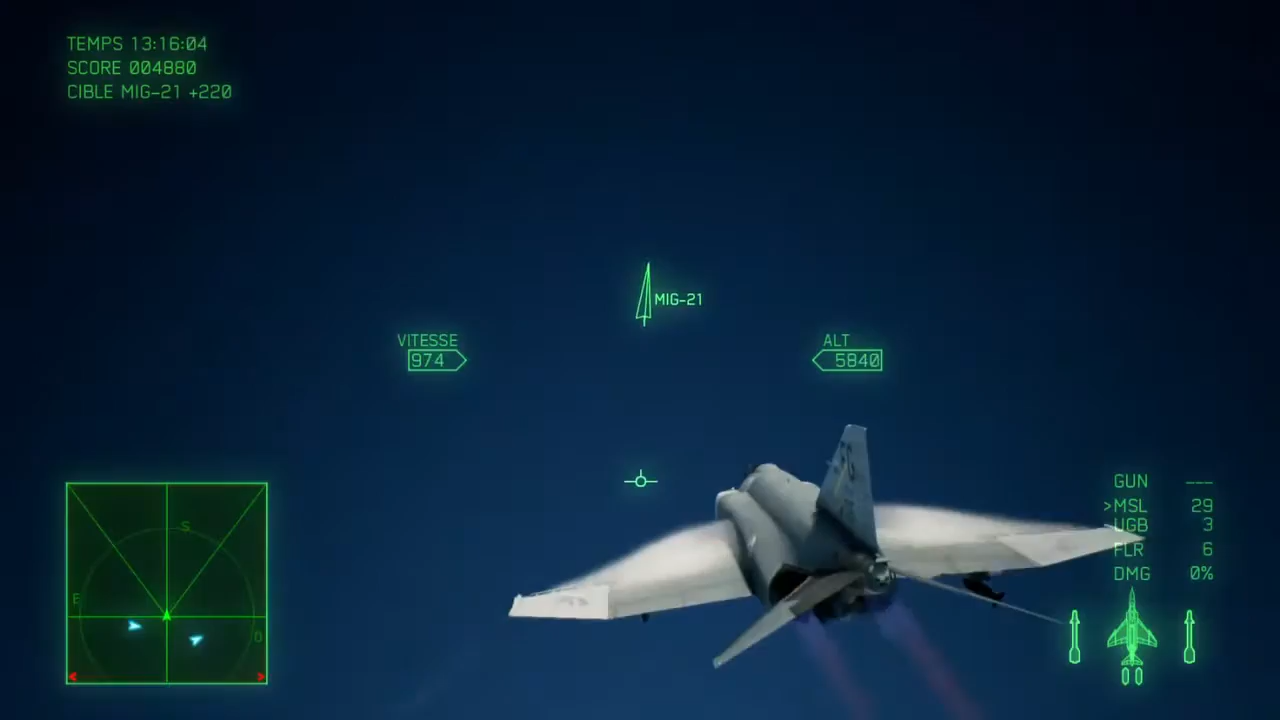 TEMPS 13:16:04
SCORE 004880
CIBLE MIG-21 +220
MIG-21
VITESSE
974
ALT
5840
S
E
O
GUN ---
>MSL 29
UGB 3
FLR 6
DMG 0%